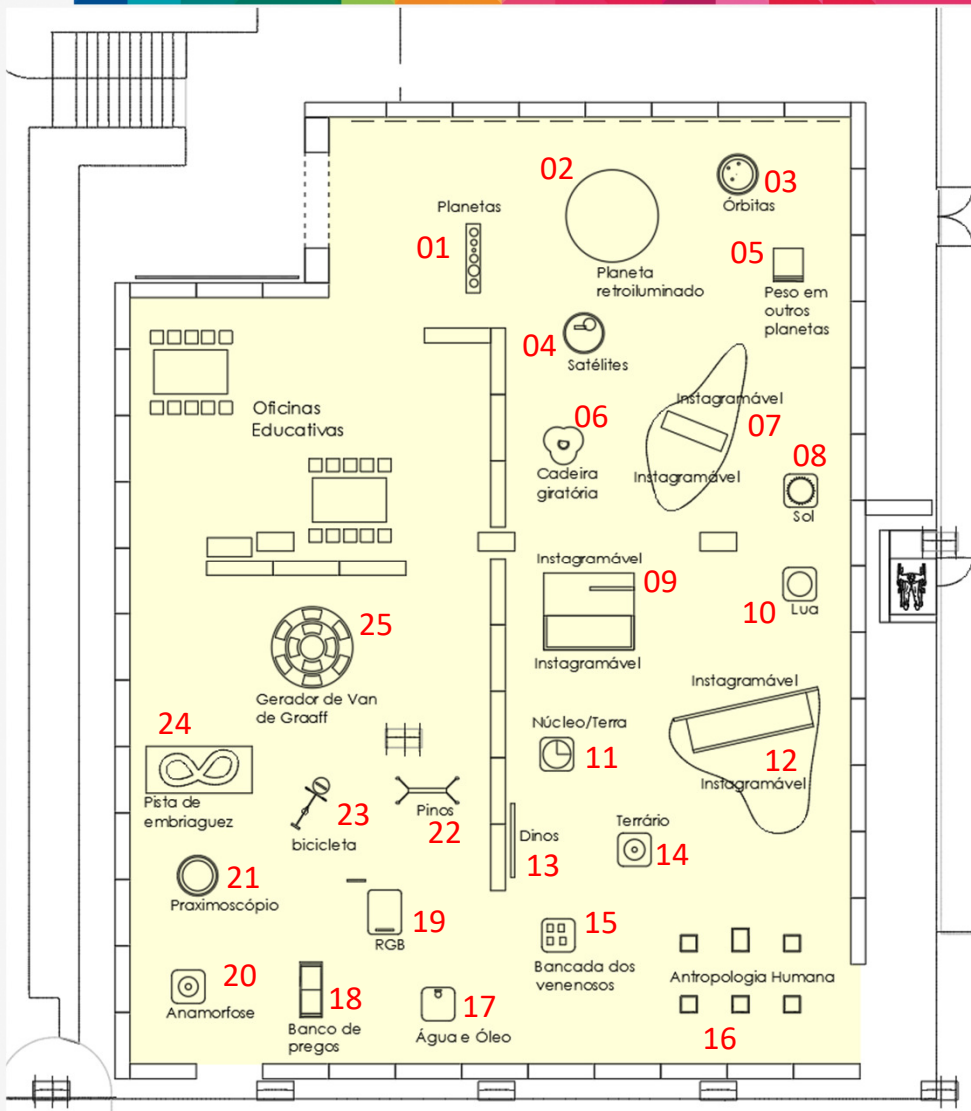 02
03
Órbitas
Planetas
01
05
Planeta
retroiluminado
Peso em
outros
planetas
04
Satélites
Instagramável
07
Oficinas
Educativas
06
Cadeira
giratória
Instagramável
08
Sol
Instagramável
09
10
Lua
Instagramável
25
Gerador de Van
de Graaff
Instagramável
24
Núcleo/Terra
11
12
Instagramável
Pista de
embriaguez
23
bicicleta
Pinos
22
Dinos
13
Terrário
14
21
Praximoscópio
19
RGB
15
Bancada dos
venenosos
Antropologia Humana
16
20
Anamorfose
18
Banco de
pregos
17
Água e Óleo